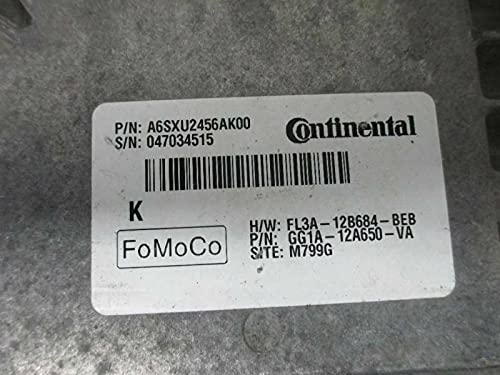 P/N: A6SXU2456AK00
S/N: 047034515
Continental
K
FoMoCo
H/W: FL3A-12B684-BEB
P/N: GG1A-12A650-VA
SITE: M799G